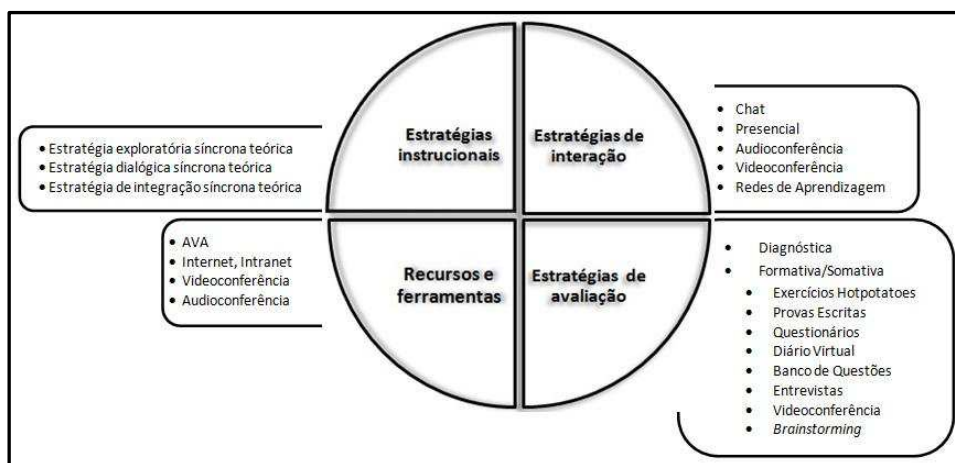 Estratégias
instrucionais
• Estratégia exploratória síncrona teórica
• Estratégia dialógica síncrona teórica
• Estratégia de integração síncrona teórica
Estratégias de
interação
• Chat
• Presencial
• Audioconferência
• Videoconferência
• Redes de Aprendizagem
Recursos e
ferramentas
• AVA
• Internet, Intranet
• Videoconferência
• Audioconferência
Estratégias de
avaliação
• Diagnóstica
• Formativa/Somativa
• Exercícios Hotpotatoes
• Provas Escritas
• Questionários
• Diário Virtual
• Banco de Questões
• Entrevistas
• Videoconferência
• Brainstorming